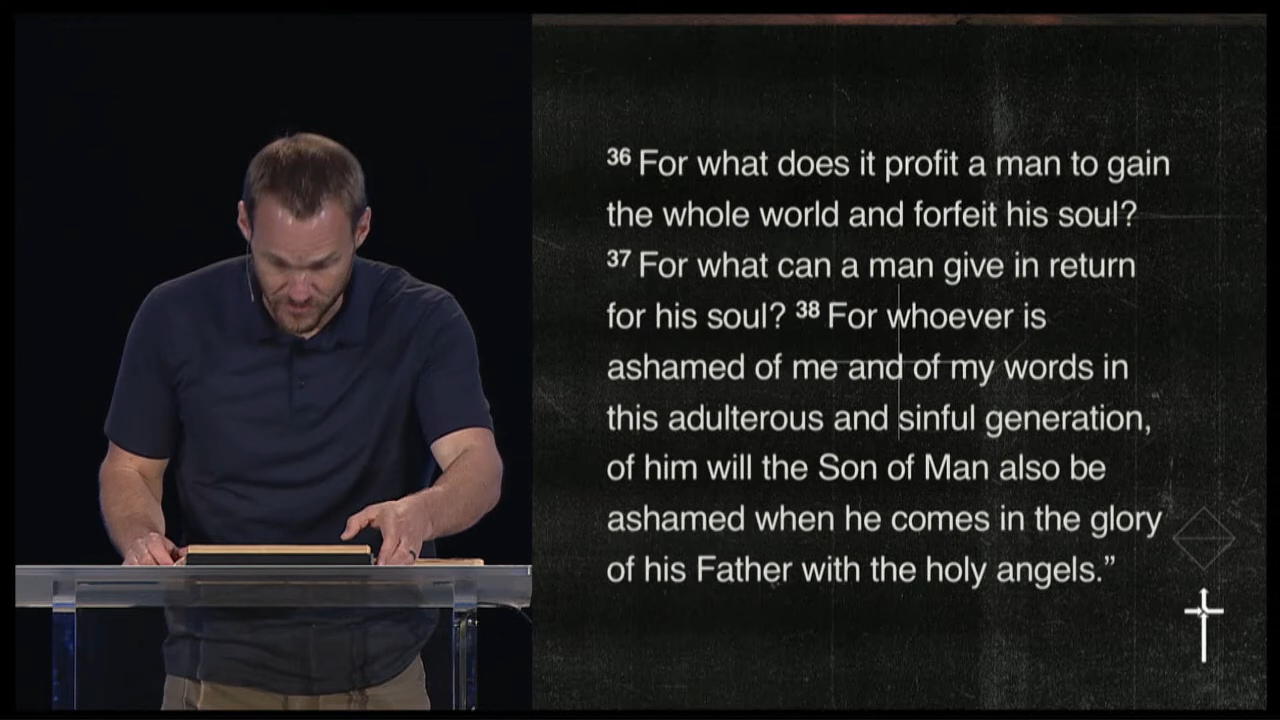 36 For what does it profit a man to gain
the whole world and forfeit his soul?
37 For what can a man give in return
for his soul? 38 For whoever is
ashamed of me and of my words in
this adulterous and sinful generation,
of him will the Son of Man also be
ashamed when he comes in the glory
of his Father with the holy angels.”